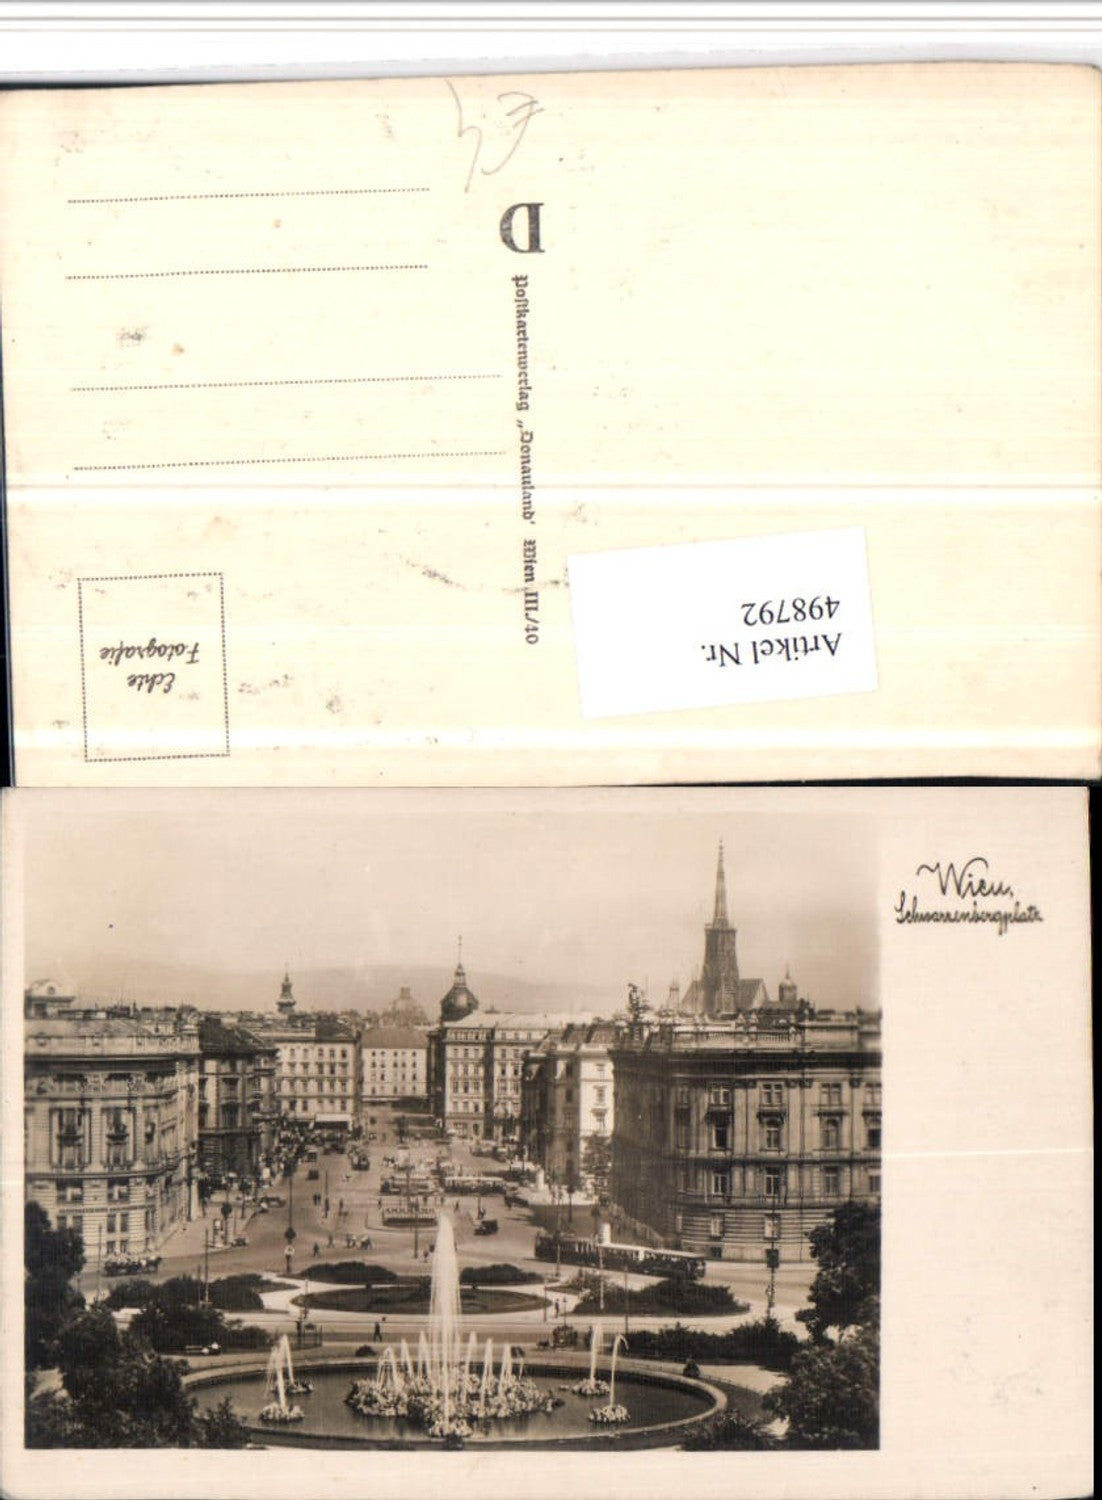 D
Postkartenverlag „Donauland' Wien III./40
Artikel Nr.
498792
Echte
Fotografie
Wien,
Schwarzenbergplatz